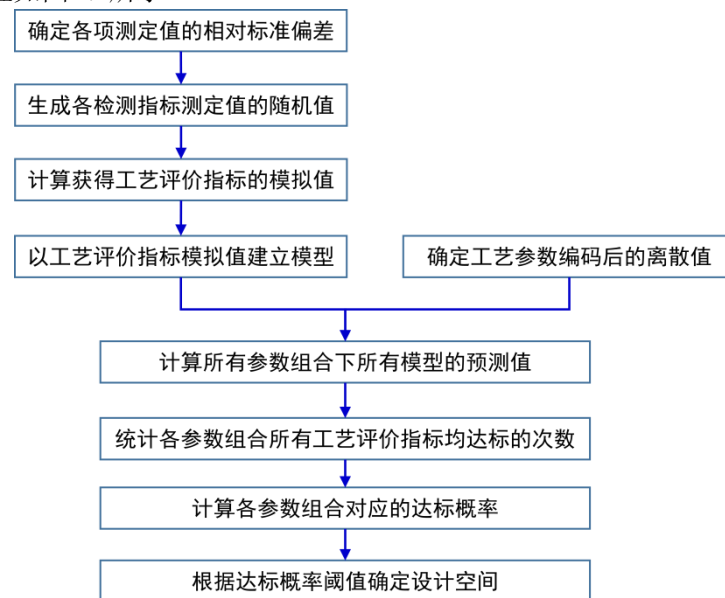 确定各项测定值的相对标准偏差
生成各检测指标测定值的随机值
计算获得工艺评价指标的模拟值
以工艺评价指标模拟值建立模型
确定工艺参数编码后的离散值
计算所有参数组合下所有模型的预测值
统计各参数组合所有工艺评价指标均达标的次数
计算各参数组合对应的达标概率
根据达标概率阈值确定设计空间